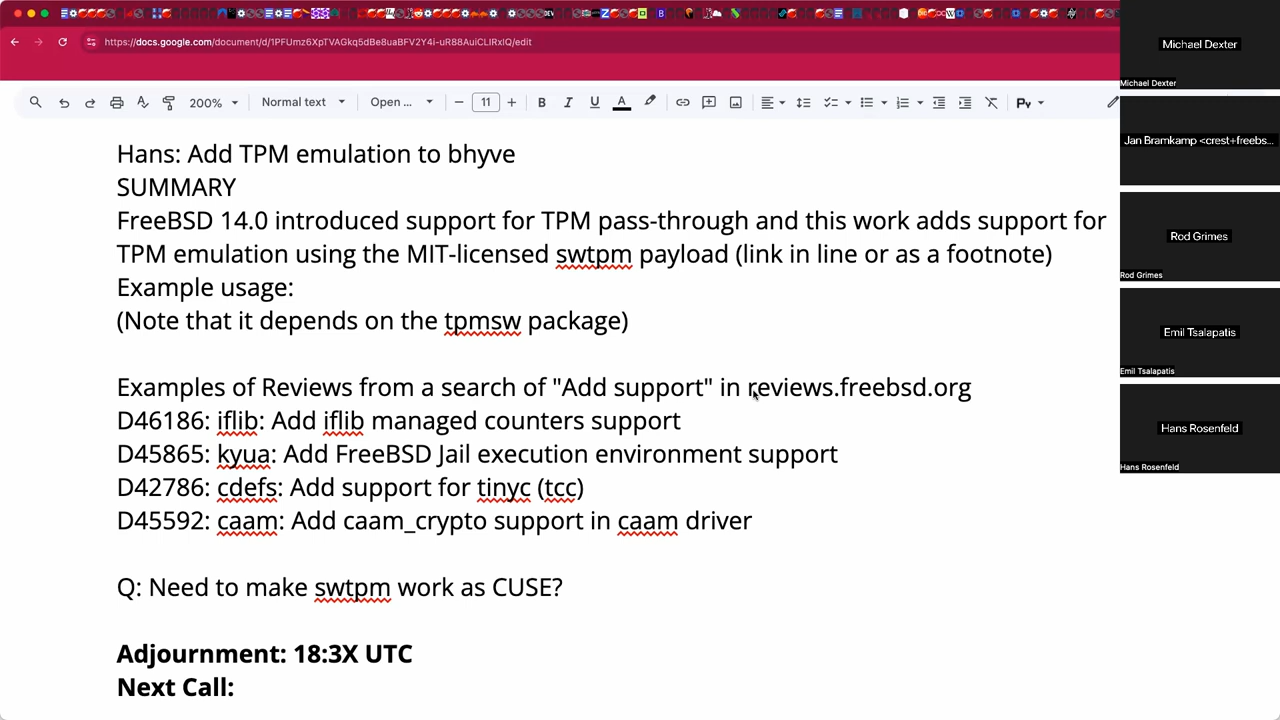 https://docs.google.com/document/d/1PFUmz6XpTVAGkq5dBe8uaBFV2Y4i-uR88AuiCLIRxIQ/edit
200%
Normal text
Open ...
11
Hans: Add TPM emulation to bhyve
SUMMARY
FreeBSD 14.0 introduced support for TPM pass-through and this work adds support for
TPM emulation using the MIT-licensed swtpm payload (link in line or as a footnote)
Example usage:
(Note that it depends on the tpmsw package)
Examples of Reviews from a search of "Add support" in reviews.freebsd.org
D46186: iflib: Add iflib managed counters support
D45865: kyua: Add FreeBSD Jail execution environment support
D42786: cdefs: Add support for tinyc (tcc)
D45592: caam: Add caam_crypto support in caam driver
Q: Need to make swtpm work as CUSE?
Adjournment: 18:3X UTC
Next Call:
Michael Dexter
Michael Dexter
Jan Bramkamp <crest+freebs...
Rod Grimes
Rod Grimes
Emil Tsalapatis
Emil Tsalapatis
Hans Rosenfeld
Hans Rosenfeld